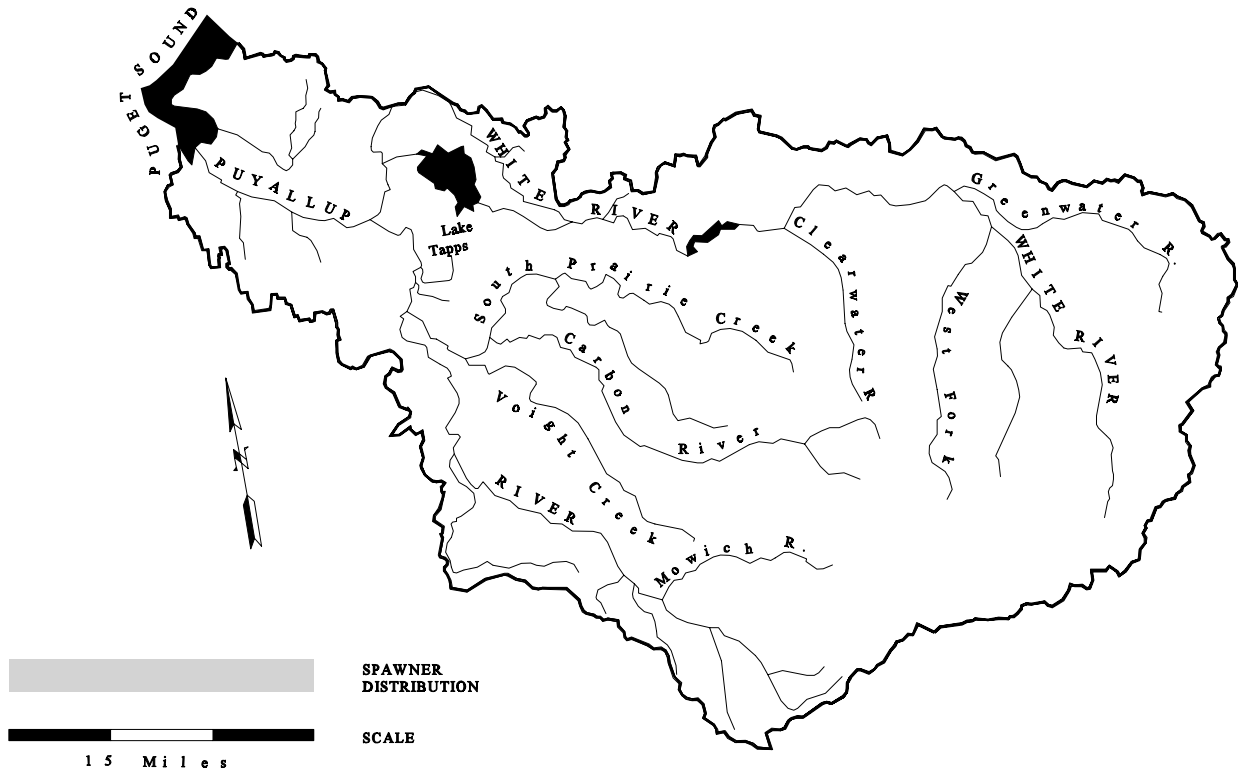 PUGET SOUND
PUYALLUP
WHITE RIVER
Lake
Tapps
Greenwater R.
Clearwater R
WHITE RIVER
West Fork
South Prairie Creek
Carbon River
Voight Creek
RIVER
Mowich R.
N
SPAWNER
DISTRIBUTION
SCALE
15 Miles